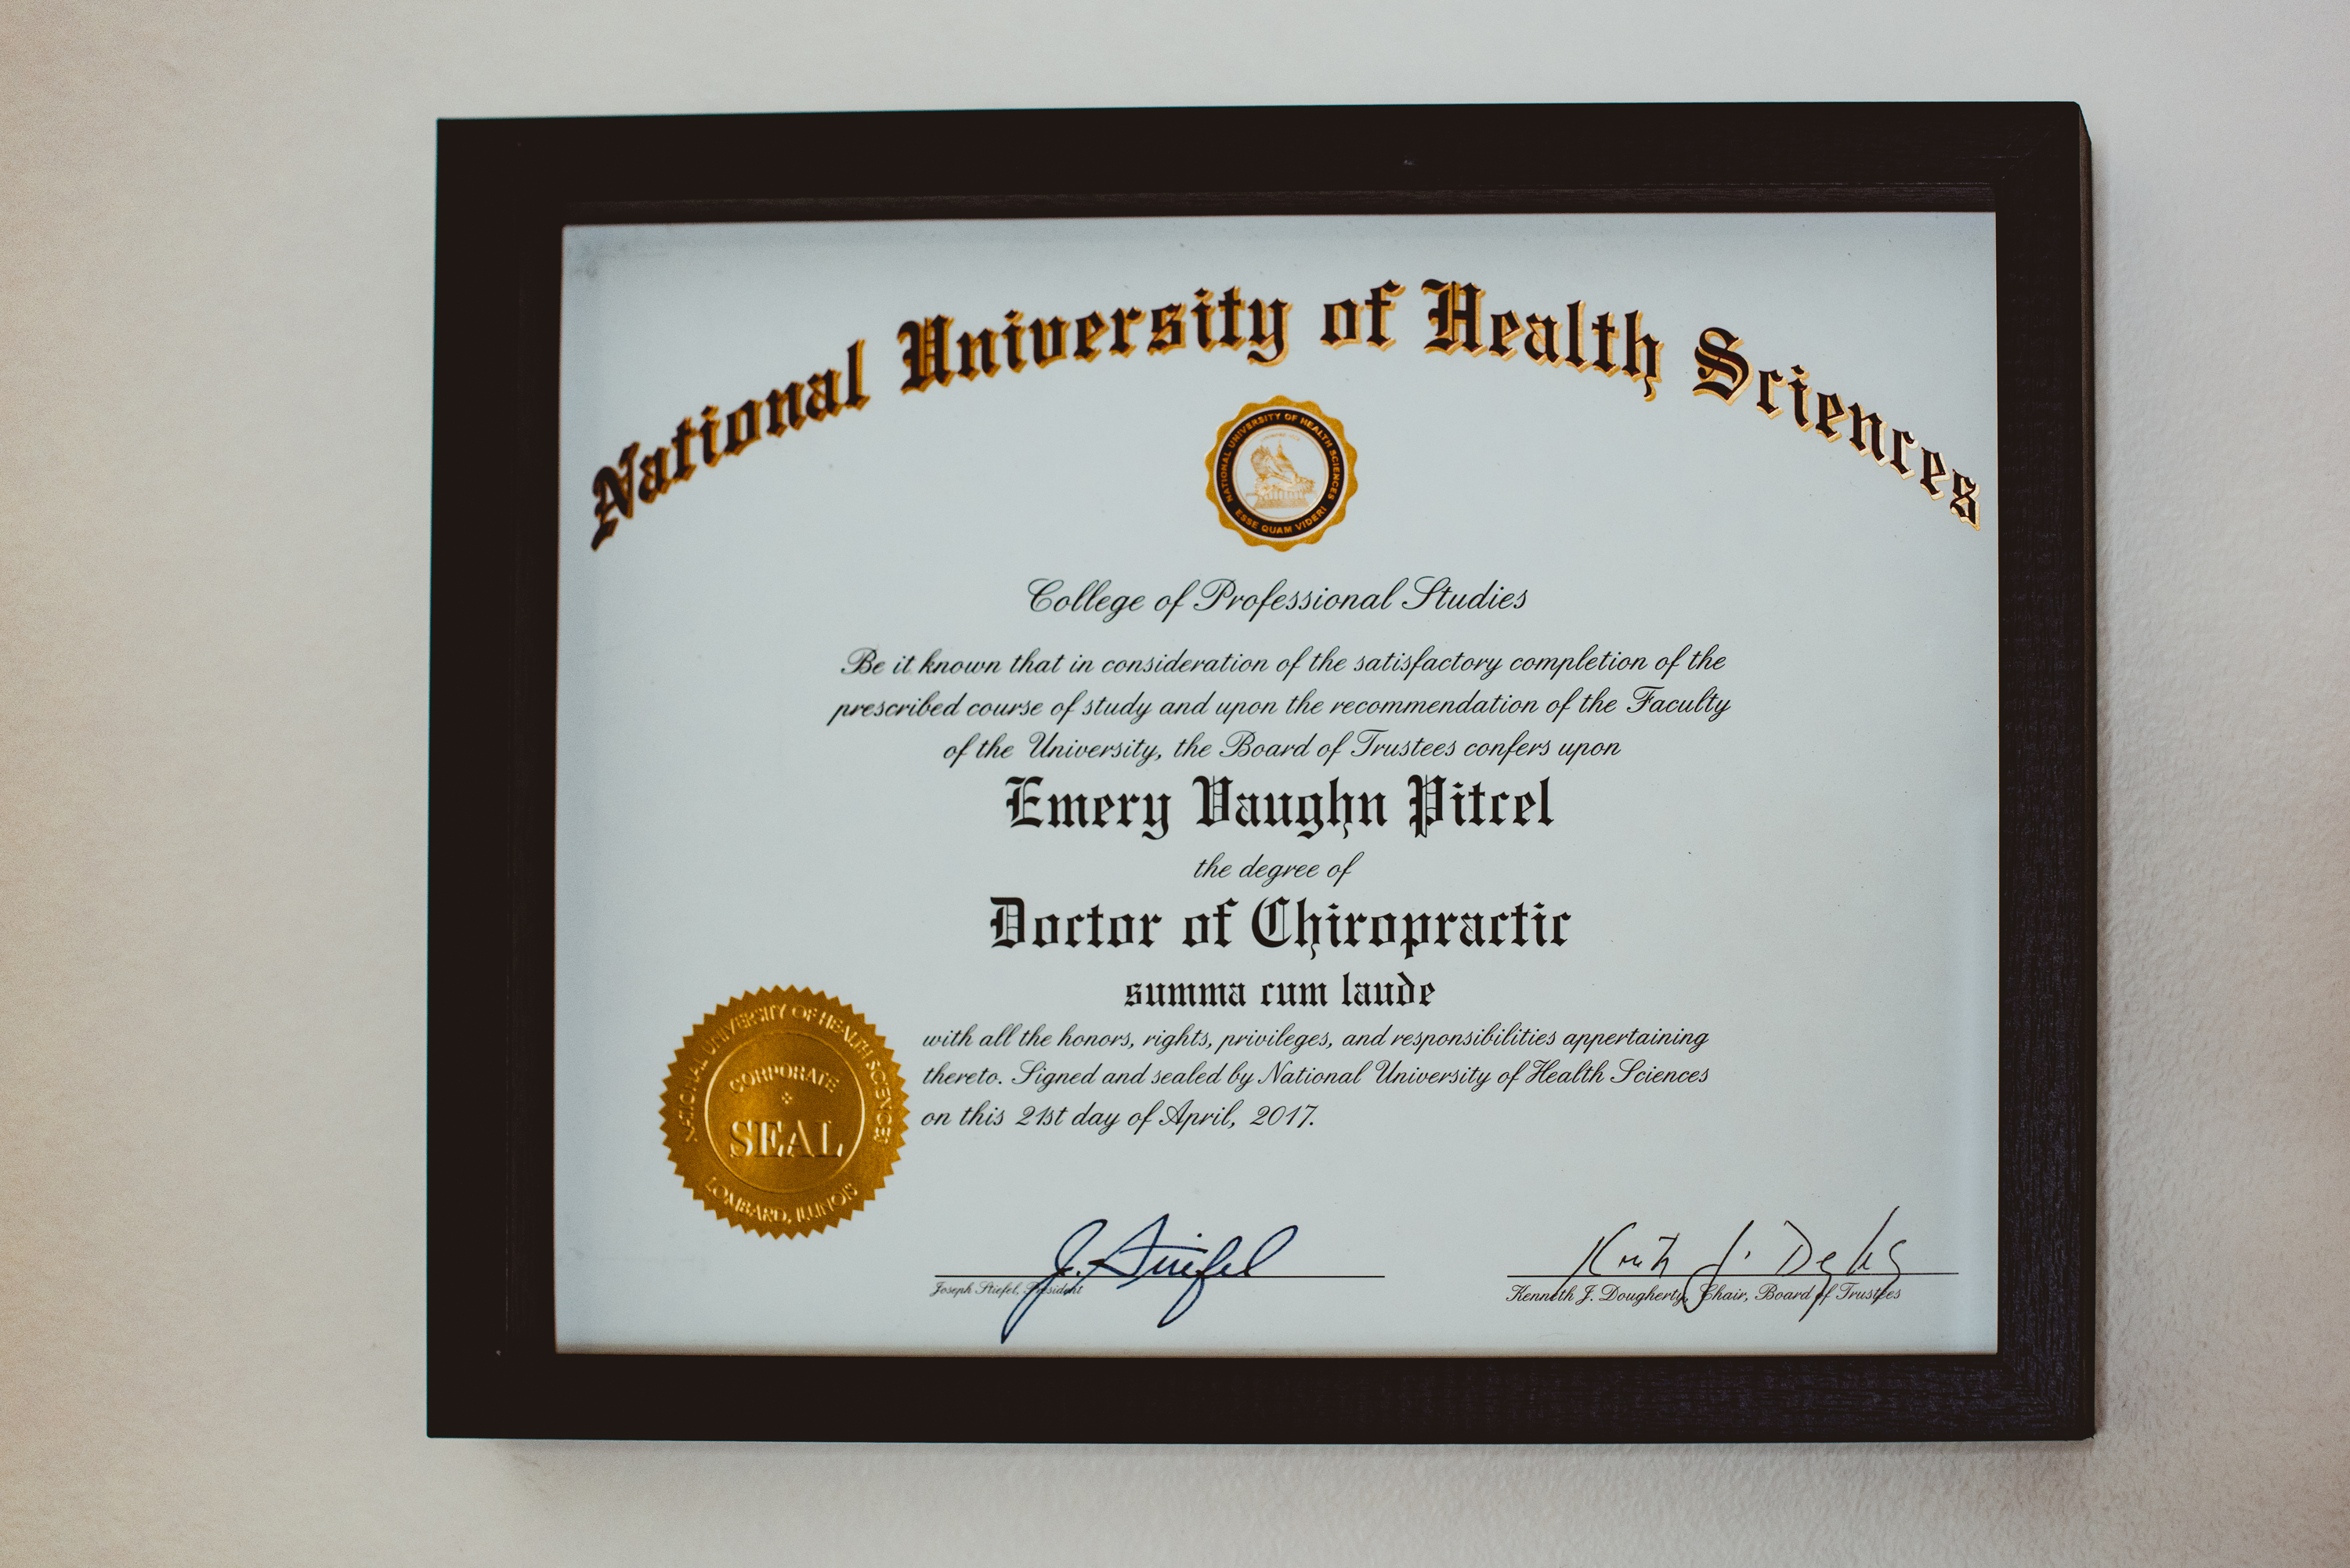 National University of Health Sciences
NATIONAL UNIVERSITY OF HEALTH SCIENCES
ESSE QUAM VIDERI
College of Professional Studies
Be it known that in consideration of the satisfactory completion of the
prescribed course of study and upon the recommendation of the Faculty
of the University, the Board of Trustees confers upon
Emery Vaughn Pitcel
the degree of
Doctor of Chiropractic
summa cum laude
with all the honors, rights, privileges, and responsibilities appertaining
thereto. Signed and sealed by National University of Health Sciences
on this 21st day of April, 2017.
NATIONAL UNIVERSITY OF HEALTH SCIENCES
CORPORATE
SEAL
LOMBARD, ILLINOIS
J. Stiefel
Joseph Stiefel, President
Kenneth J. Dougherty, Chair, Board of Trustees